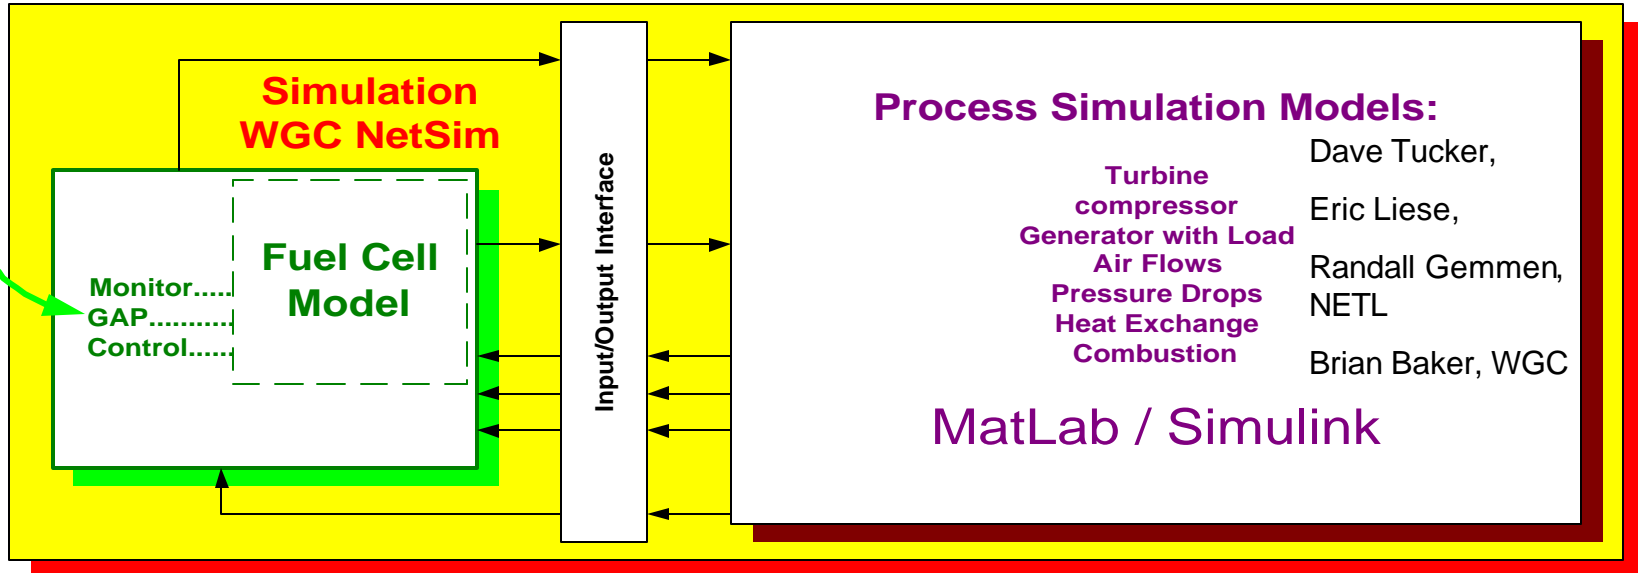 Simulation
WGC NetSim
Fuel Cell
Model
Monitor.....
GAP...........
Control......
Input/Output Interface
Process Simulation Models:
Turbine
compressor
Generator with Load
Air Flows
Pressure Drops
Heat Exchange
Combustion
Dave Tucker,
Eric Liese,
Randall Gemmen,
NETL
Brian Baker, WGC
MatLab / Simulink